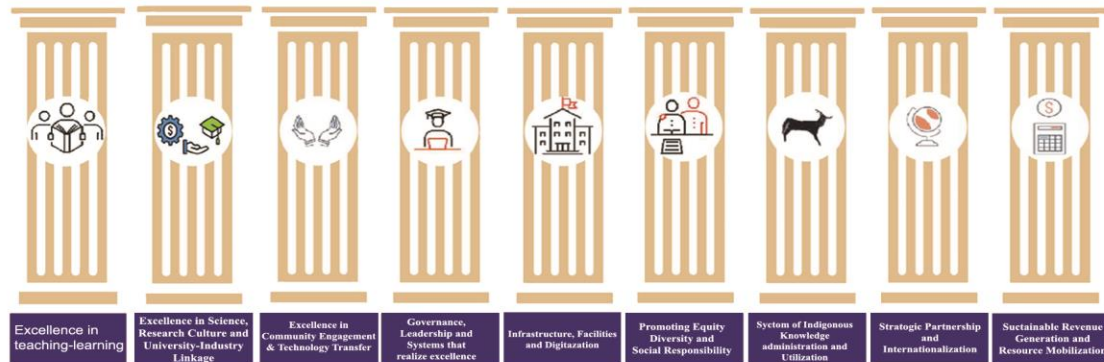 Excellence in
teaching-learning
Excellence in Science,
Research Culture and
University-Industry
Linkage
Excellence in
Community Engagement
& Technology Transfer
Governance,
Leadership and
Systems that
realize excellence
Infrastructure, Facilities
and Digitazation
Promoting Equity
Diversity and
Social Responsibility
Syctom of Indigonous
Knowledge
administration and
Utilization
Strategic Partnership
and
Internationalization
Sustainable Revenue
Generation and
Resource Mobilization